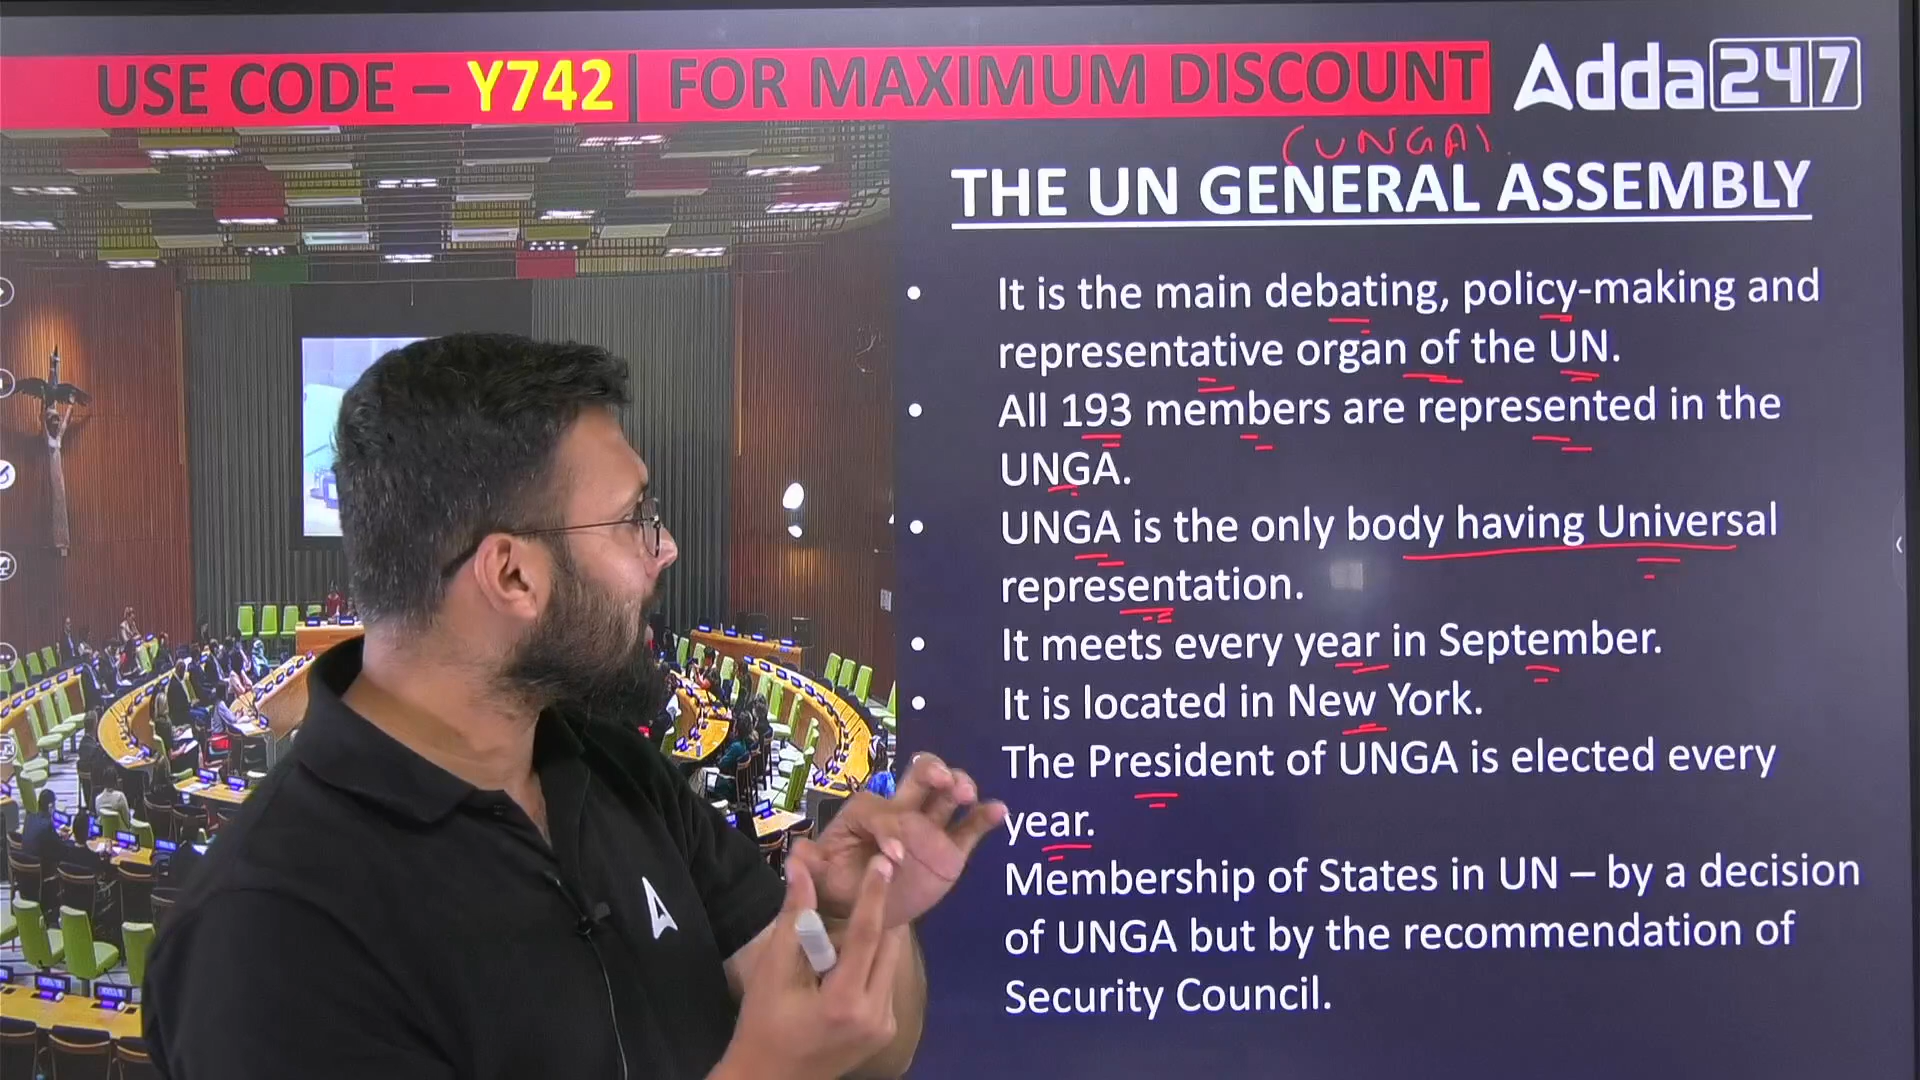 USE CODE – Y742 | FOR MAXIMUM DISCOUNT
Adda247
(UNGA)
THE UN GENERAL ASSEMBLY
• It is the main debating, policy-making and
representative organ of the UN.
• All 193 members are represented in the
UNGA.
• UNGA is the only body having Universal
representation.
• It meets every year in September.
• It is located in New York.
The President of UNGA is elected every
year.
Membership of States in UN – by a decision
of UNGA but by the recommendation of
Security Council.